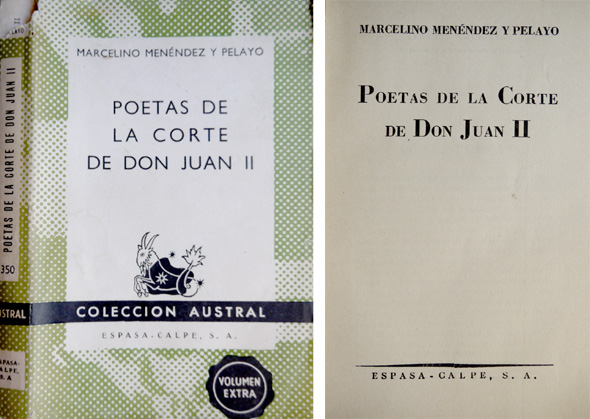 PAYO
POETAS DE LA CORTE DE DON JUAN II
350
USTRAL
ESPASA-
CALPE,
S. A
MARCELINO MENÉNDEZ Y PELAYO
POETAS DE
LA CORTE
DE DON JUAN II
COLECCION AUSTRAL
ESPASA-CALPE, S. A.
VOLUMEN
EXTRA
MARCELINO MENÉNDEZ Y PELAYO
POETAS DE LA CORTE
DE DON JUAN II
ESPASA-CALPE, S. A.